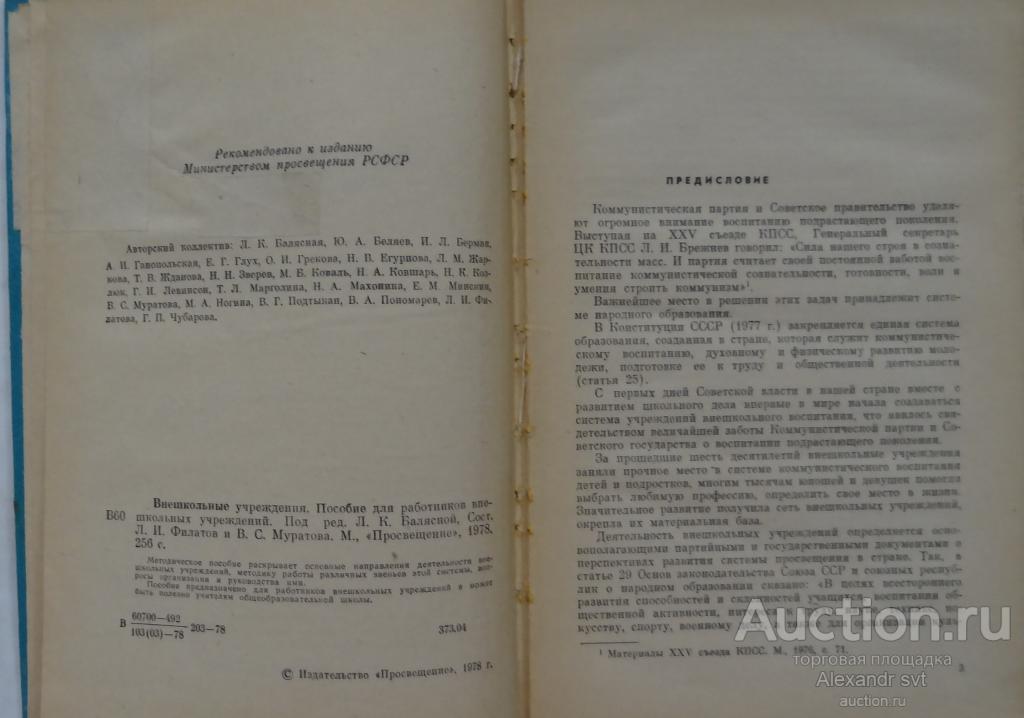 Рекомендовано к изданию
Министерством просвещения РСФСР
Авторский коллектив: Л. К. Балясная, Ю. А. Беляев, И. Л. Берман,
А. И. Гавопольская, Е. Г. Глух, О. И. Грекова, Н. В. Егурнова, Л. М. Жар-
кова, Т. В. Жданова, Н. Н. Зверев, М. Б. Коваль, Н. А. Ковшарь, Н. К. Коз-
люк, Г. И. Левинсон, Т. Л. Марголина, Н. А. Махонина, Е. М. Минскин,
В. С. Муратова, М. А. Ногина, В. Г. Подтыкан, В. А. Пономарев, Л. И. Фи-
латова, Г. П. Чубарова.
Внешкольные учреждения. Пособие для работников вне-
В60 школьных учреждений. Под ред. Л. К. Балясной, Сост.
Л. И. Филатов и В. С. Муратова. М., «Просвещение», 1978.
256 с.
Методическое пособие раскрывает основные направления деятельности вне-
школьных учреждений, методику работы различных звеньев этой системы, воп-
росы организации и руководства ими.
Пособие предназначено для работников внешкольных учреждений и может
быть полезно учителям общеобразовательной школы.
В 60700—492
103(03)—78
203—78 373.04
© Издательство «Просвещение», 1978 г.
ПРЕДИСЛОВИЕ
Коммунистическая партия и Советское правительство уделя-
ют огромное внимание воспитанию подрастающего поколения.
Выступая на XXV съезде КПСС, Генеральный секретарь
ЦК КПСС Л. И. Брежнев говорил: «Сила нашего строя в созна-
тельности масс. И партия считает своей постоянной заботой вос-
питание коммунистической сознательности, готовности, воли и
умения строить коммунизм»¹.
Важнейшее место в решении этих задач принадлежит систе-
ме народного образования.
В Конституции СССР (1977 г.) закрепляется единая система
образования, созданная в стране, которая служит коммунистиче-
скому воспитанию, духовному и физическому развитию моло-
дежи, подготовке ее к труду и общественной деятельности
(статья 25).
С первых дней Советской власти в нашей стране вместе с
развитием школьного дела впервые в мире начала создаваться
система учреждений внешкольного воспитания, что явилось сви-
детельством величайшей заботы Коммунистической партии и Со-
ветского государства о воспитании подрастающего поколения.
За прошедшие шесть десятилетий внешкольные учреждения
заняли прочное место в системе коммунистического воспитания
детей и подростков, многим тысячам юношей и девушек помогли
выбрать любимую профессию, определить свое место в жизни.
Значительное развитие получила сеть внешкольных учреждений,
окрепла их материальная база.
Деятельность внешкольных учреждений определяется осно-
вополагающими партийными и государственными документами о
перспективах развития системы просвещения в стране. Так, в
статье 29 Основ законодательства Союза ССР и союзных респуб-
лик о народном образовании сказано: «В целях всестороннего
развития способностей и склонностей учащихся, воспитания об-
щественной активности, интереса к труду, науке, технике, ис-
кусству, спорту, военному делу, а также для организации куль-
¹ Материалы XXV съезда КПСС. М., 1976, с. 71.
3
Auction.ru
торговая площадка
Alexandr svt
auction.ru